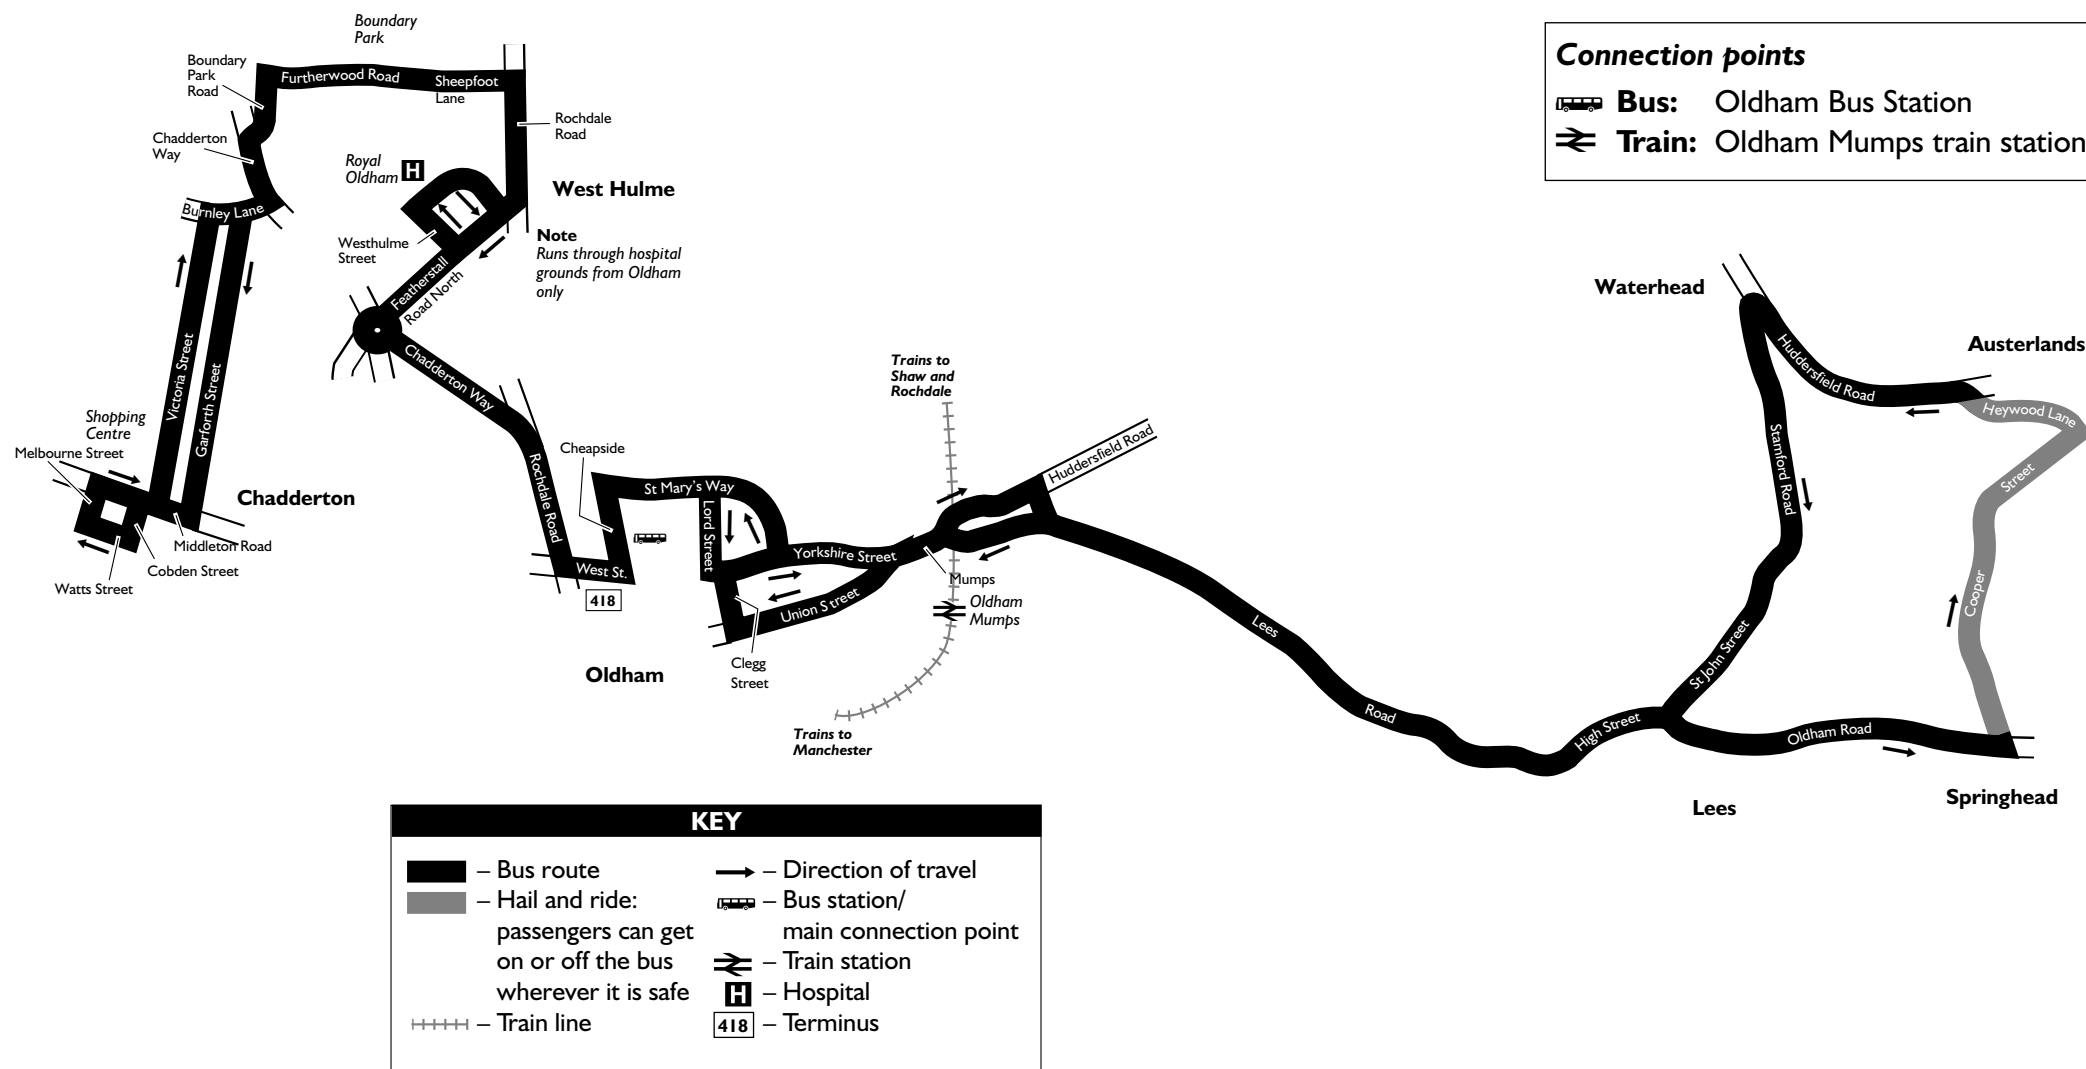 Boundary
Park
Boundary
Park
Road
Furtherwood Road
Sheepfoot
Lane
Rochdale
Road
Chadderton
Way
Royal
Oldham
H
West Hulme
Burnley Lane
Westhulme
Street
Note
Runs through hospital
grounds from Oldham
only
Featherstall
Road North
Victoria Street
Garforth Street
Shopping
Centre
Melbourne Street
Chadderton
Middleton Road
Cobden Street
Watts Street
Chadderton Way
Rochdale Road
Cheapside
St Mary's Way
Lord Street
West St.
418
Oldham
Yorkshire Street
Union Street
Clegg
Street
Trains to
Shaw and
Rochdale
Huddersfield Road
Mumps
Oldham
Mumps
Trains to
Manchester
Lees
Road
High Street
St John Street
Stamford Road
Waterhead
Huddersfield Road
Austerlands
Heywood Lane
Street
Cooper
Oldham Road
Springhead
Lees
Connection points
Bus: Oldham Bus Station
Train: Oldham Mumps train station
KEY
– Bus route
– Hail and ride:
passengers can get
on or off the bus
wherever it is safe
– Train line
– Direction of travel
– Bus station/
main connection point
– Train station
H – Hospital
418 – Terminus